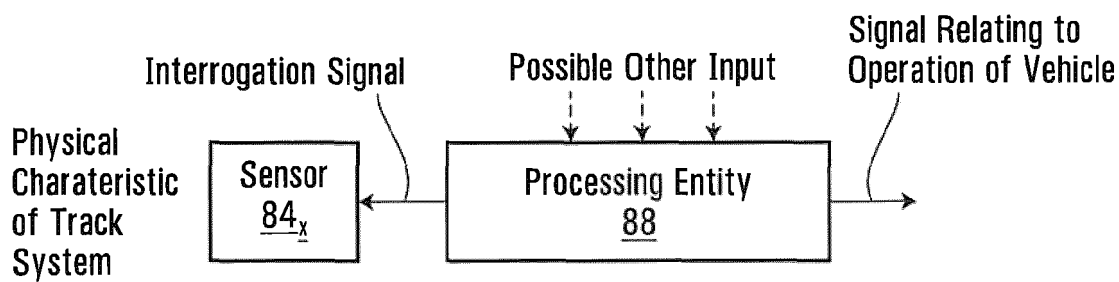 Signal Relating to
Operation of Vehicle
Interrogation Signal
Possible Other Input
Physical
Charateristic
of Track
System
Sensor
84x
Processing Entity
88